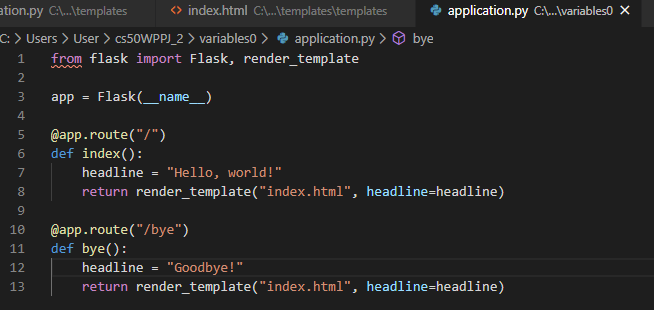 ation.py C:\...\templates index.html C:\...\templates\templates application.py C:\...\variables0 ×
C: > Users > User > cs50WPPJ_2 > variables0 > application.py > bye
1 from flask import Flask, render_template
2
3 app = Flask(__name__)
4
5 @app.route("/")
6 def index():
7     headline = "Hello, world!"
8     return render_template("index.html", headline=headline)
9
10 @app.route("/bye")
11 def bye():
12     headline = "Goodbye!"
13     return render_template("index.html", headline=headline)